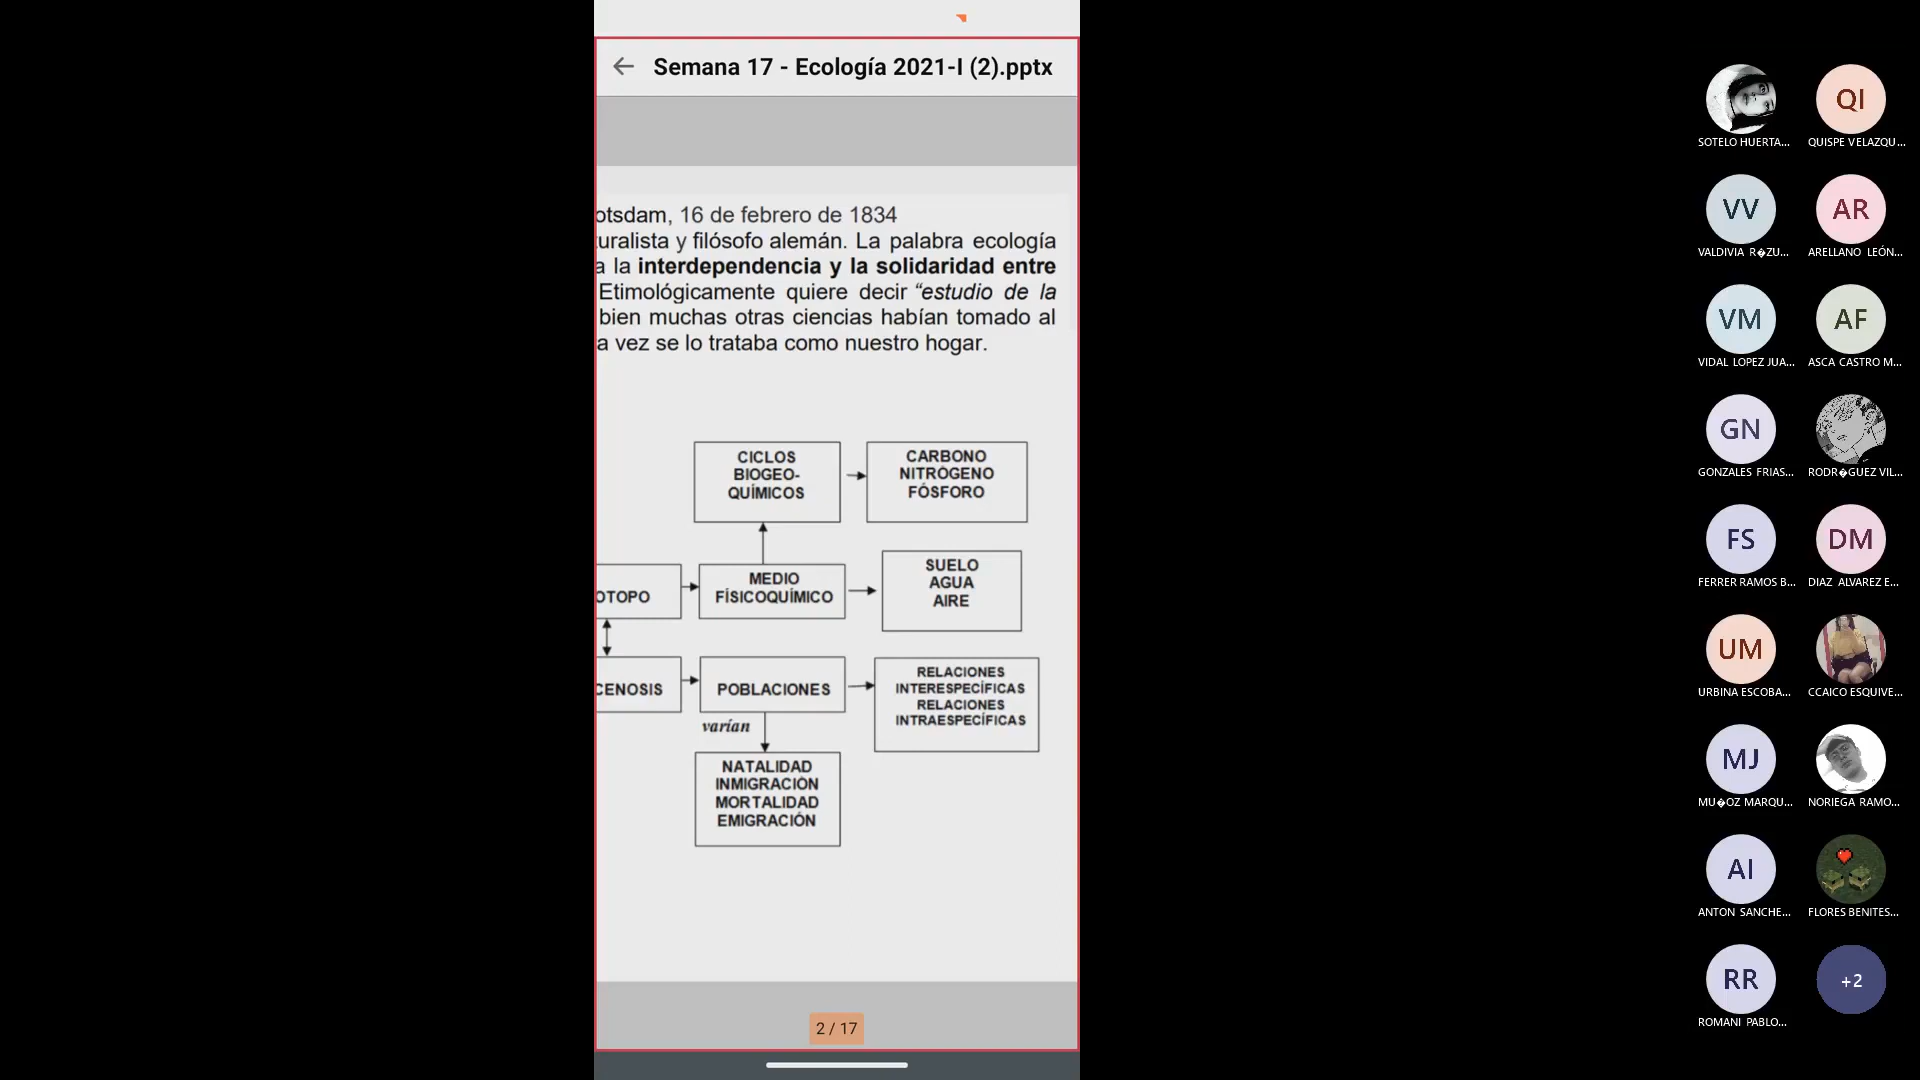 Semana 17 - Ecología 2021-I (2).pptx
otsdam, 16 de febrero de 1834
uralista y filósofo alemán. La palabra ecología
a la interdependencia y la solidaridad entre
Etimológicamente quiere decir “estudio de la
bien muchas otras ciencias habían tomado al
a vez se lo trataba como nuestro hogar.
CICLOS
BIOGEO-
QUÍMICOS
CARBONO
NITRÓGENO
FÓSFORO
OTOPO
MEDIO
FÍSICOQUÍMICO
SUELO
AGUA
AIRE
CENOSIS
POBLACIONES
RELACIONES
INTERESPECÍFICAS
RELACIONES
INTRAESPECÍFICAS
varían
NATALIDAD
INMIGRACIÓN
MORTALIDAD
EMIGRACIÓN
2 / 17
SOTELO HUERTA...
QI
QUISPE VELAZQU...
VV
VALDIVIA R�ZU...
AR
ARELLANO LEÓN...
VM
VIDAL LOPEZ JUA...
AF
ASCA CASTRO M...
GN
GONZALES FRIAS...
RODR�GUEZ VIL...
FS
FERRER RAMOS B...
DM
DIAZ ALVAREZ E...
UM
URBINA ESCOBA...
CCAICO ESQUIVE...
MJ
MU�OZ MARQU...
NORIEGA RAMO...
AI
ANTON SANCHE...
FLORES BENITES...
RR
ROMANI PABLO...
+2